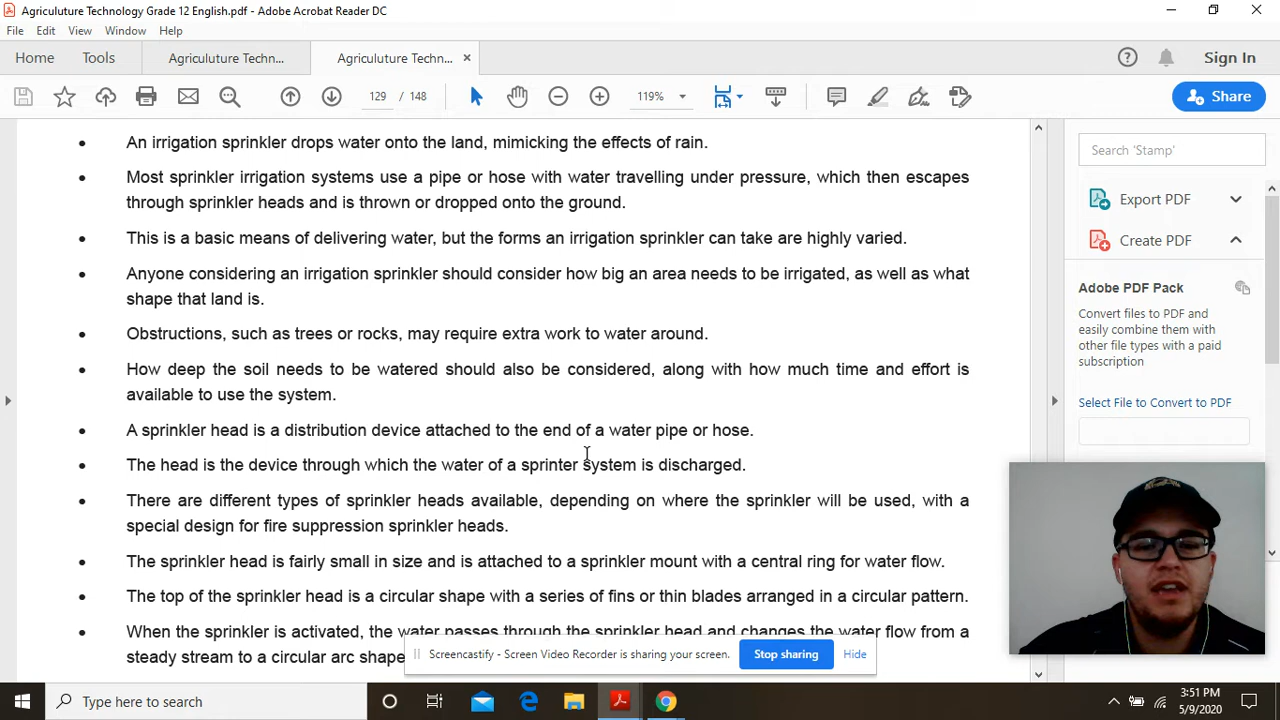 Agriculuture Technology Grade 12 English.pdf - Adobe Acrobat Reader DC
File Edit View Window Help
Home Tools Agriculuture Techn... Agriculuture Techn... × Sign In
129 / 148 119% Share
An irrigation sprinkler drops water onto the land, mimicking the effects of rain.
Most sprinkler irrigation systems use a pipe or hose with water travelling under pressure, which then escapes
through sprinkler heads and is thrown or dropped onto the ground.
This is a basic means of delivering water, but the forms an irrigation sprinkler can take are highly varied.
Anyone considering an irrigation sprinkler should consider how big an area needs to be irrigated, as well as what
shape that land is.
Obstructions, such as trees or rocks, may require extra work to water around.
How deep the soil needs to be watered should also be considered, along with how much time and effort is
available to use the system.
A sprinkler head is a distribution device attached to the end of a water pipe or hose.
The head is the device through which the water of a sprinter system is discharged.
There are different types of sprinkler heads available, depending on where the sprinkler will be used, with a
special design for fire suppression sprinkler heads.
The sprinkler head is fairly small in size and is attached to a sprinkler mount with a central ring for water flow.
The top of the sprinkler head is a circular shape with a series of fins or thin blades arranged in a circular pattern.
When the sprinkler is activated, the water passes through the sprinkler head and changes the water flow from a
steady stream to a circular arc shape
Search 'Stamp'
Export PDF
Create PDF
Adobe PDF Pack
Convert files to PDF and
easily combine them with
other file types with a paid
subscription
Select File to Convert to PDF
Screencastify - Screen Video Recorder is sharing your screen. Stop sharing Hide
Type here to search
3:51 PM
5/9/2020